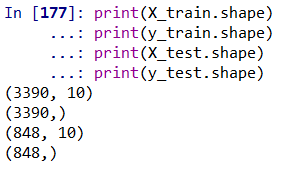 In [177]: print(X_train.shape)
     ...: print(y_train.shape)
     ...: print(X_test.shape)
     ...: print(y_test.shape)
(3390, 10)
(3390,)
(848, 10)
(848,)